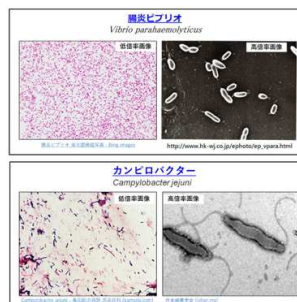 腸炎ビブリオ
Vibrio parahaemolyticus
低倍率画像
高倍率画像
http://www.hk-wj.co.jp/ephoto/ep_vpara.html
カンピロバクター
Campylobacter jejuni
低倍率画像
高倍率画像